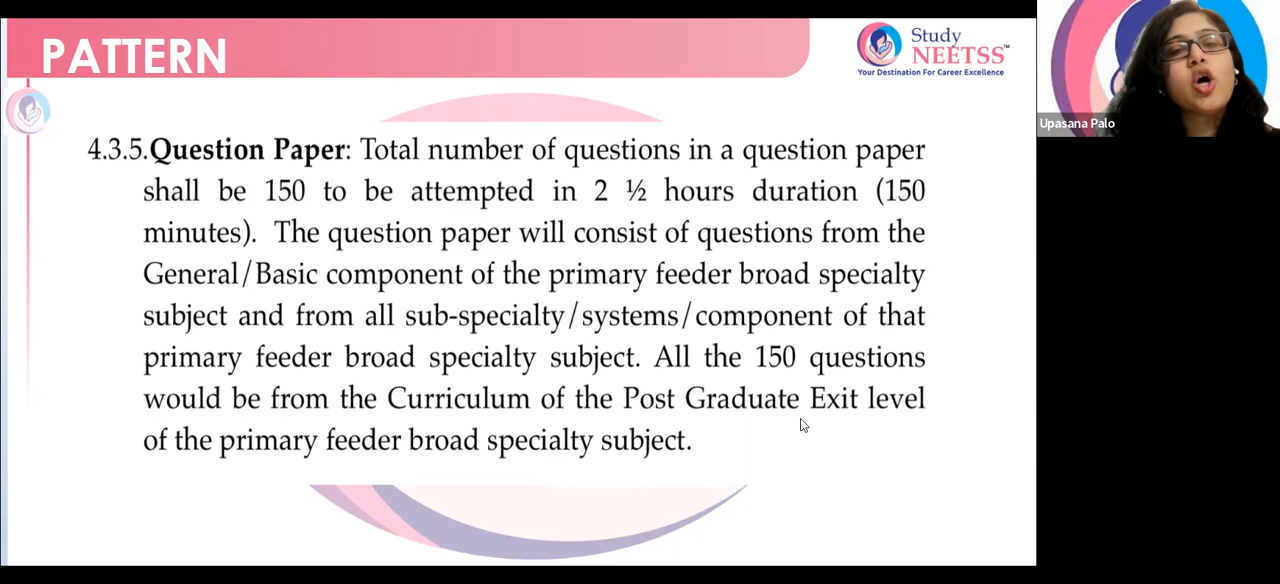 PATTERN
Study
NEETSS™
Your Destination For Career Excellence
Upasana Palo
4.3.5.Question Paper: Total number of questions in a question paper
shall be 150 to be attempted in 2 ½ hours duration (150
minutes). The question paper will consist of questions from the
General/Basic component of the primary feeder broad specialty
subject and from all sub-specialty/systems/component of that
primary feeder broad specialty subject. All the 150 questions
would be from the Curriculum of the Post Graduate Exit level
of the primary feeder broad specialty subject.